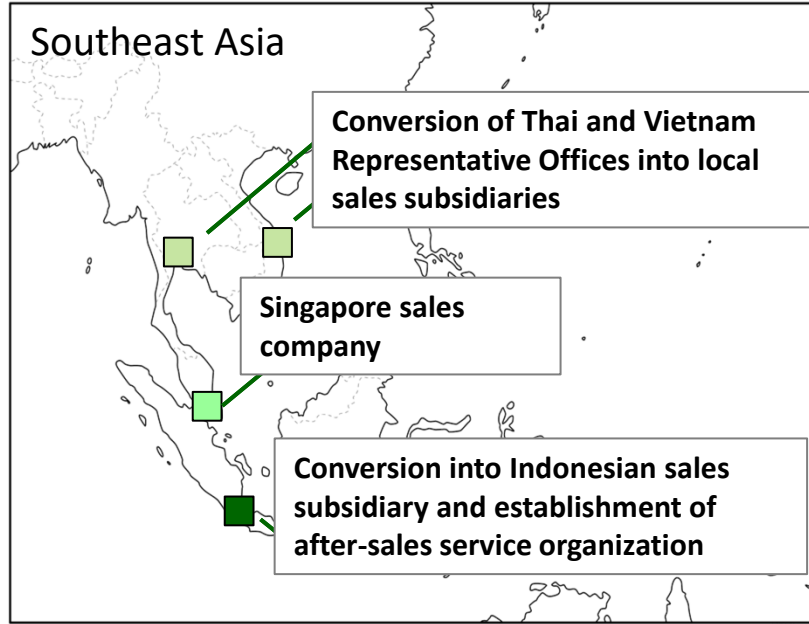 Southeast Asia
Conversion of Thai and Vietnam
Representative Offices into local
sales subsidiaries
Singapore sales
company
Conversion into Indonesian sales
subsidiary and establishment of
after-sales service organization